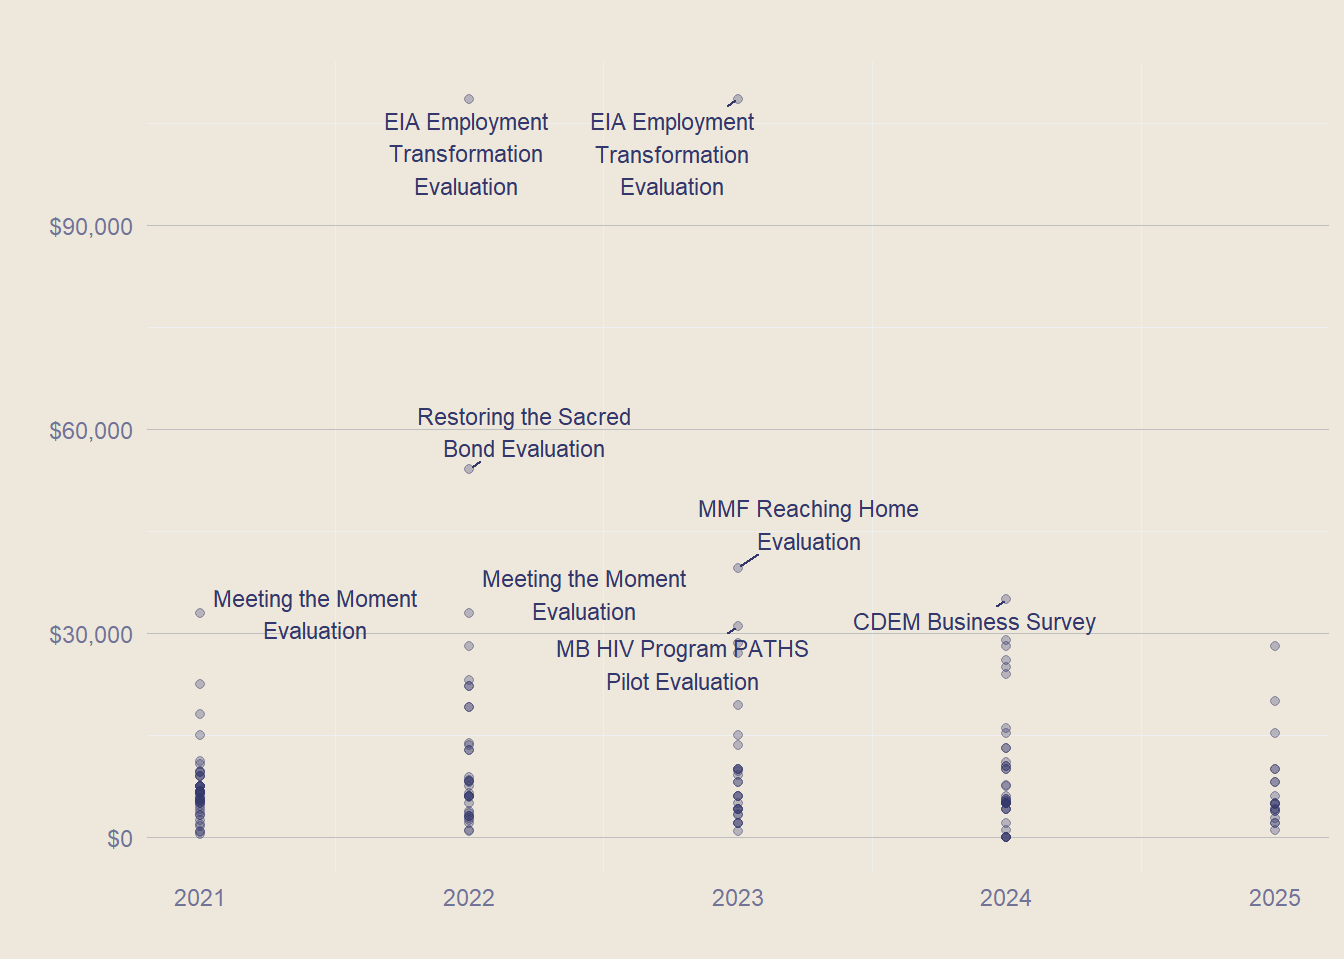 EIA Employment
Transformation
Evaluation
EIA Employment
Transformation
Evaluation
$90,000
Restoring the Sacred
Bond Evaluation
$60,000
MMF Reaching Home
Evaluation
Meeting the Moment
Evaluation
Meeting the Moment
Evaluation
CDEM Business Survey
$30,000
MB HIV Program PATHS
Pilot Evaluation
$0
2021
2022
2023
2024
2025